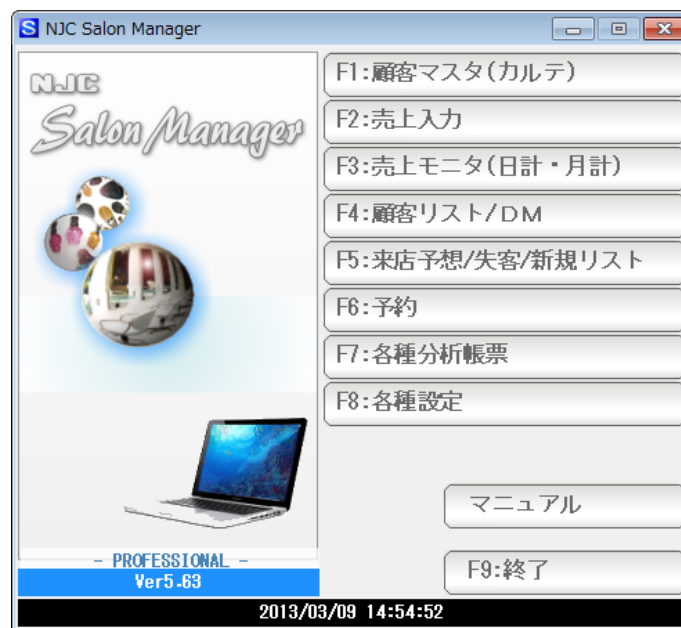 NJC Salon Manager
NJC
Salon Manager
F1:顧客マスタ(カルテ)
F2:売上入力
F3:売上モニタ(日計・月計)
F4:顧客リスト/DM
F5:来店予想/失客/新規リスト
F6:予約
F7:各種分析帳票
F8:各種設定
マニュアル
F9:終了
- PROFESSIONAL -
Ver5.63
2013/03/09 14:54:52